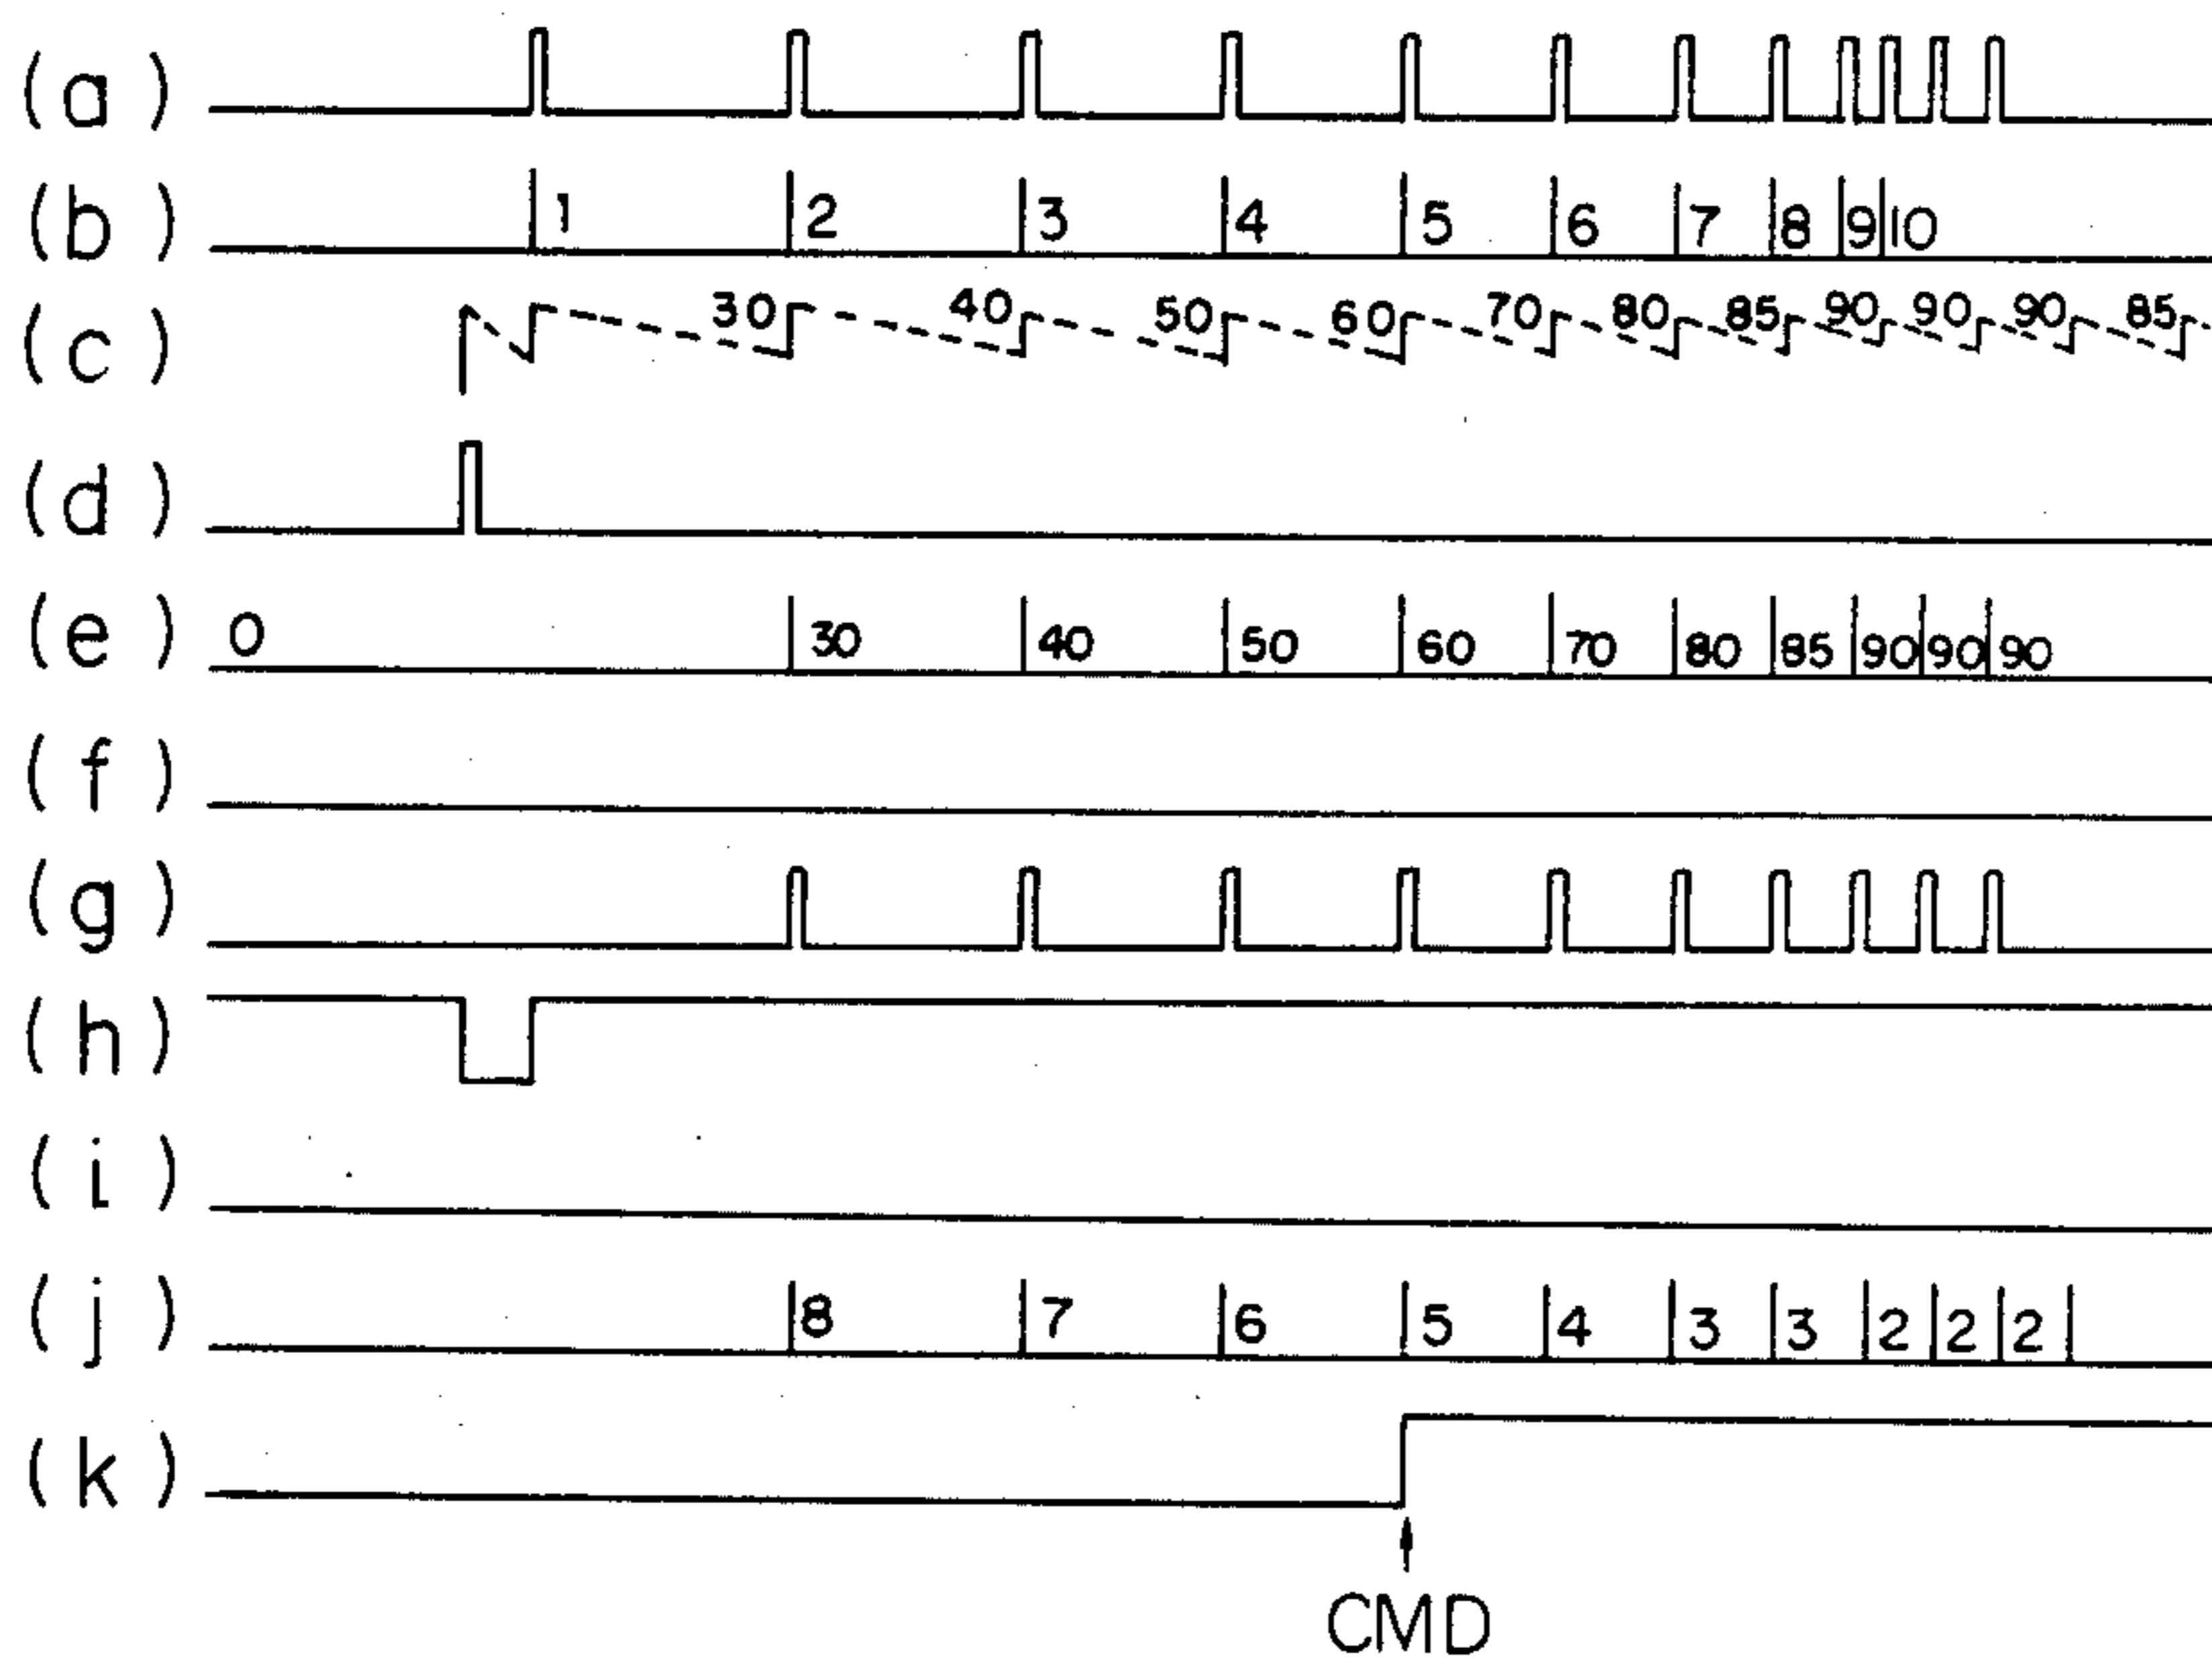 (a)
(b) 1 2 3 4 5 6 7 8 9 10
(c) 30 40 50 60 70 80 85 90 90 90 85
(d)
(e) 0 30 40 50 60 70 80 85 90 90 90
(f)
(g)
(h)
(i)
(j) 8 7 6 5 4 3 3 2 2 2
(k)
CMD